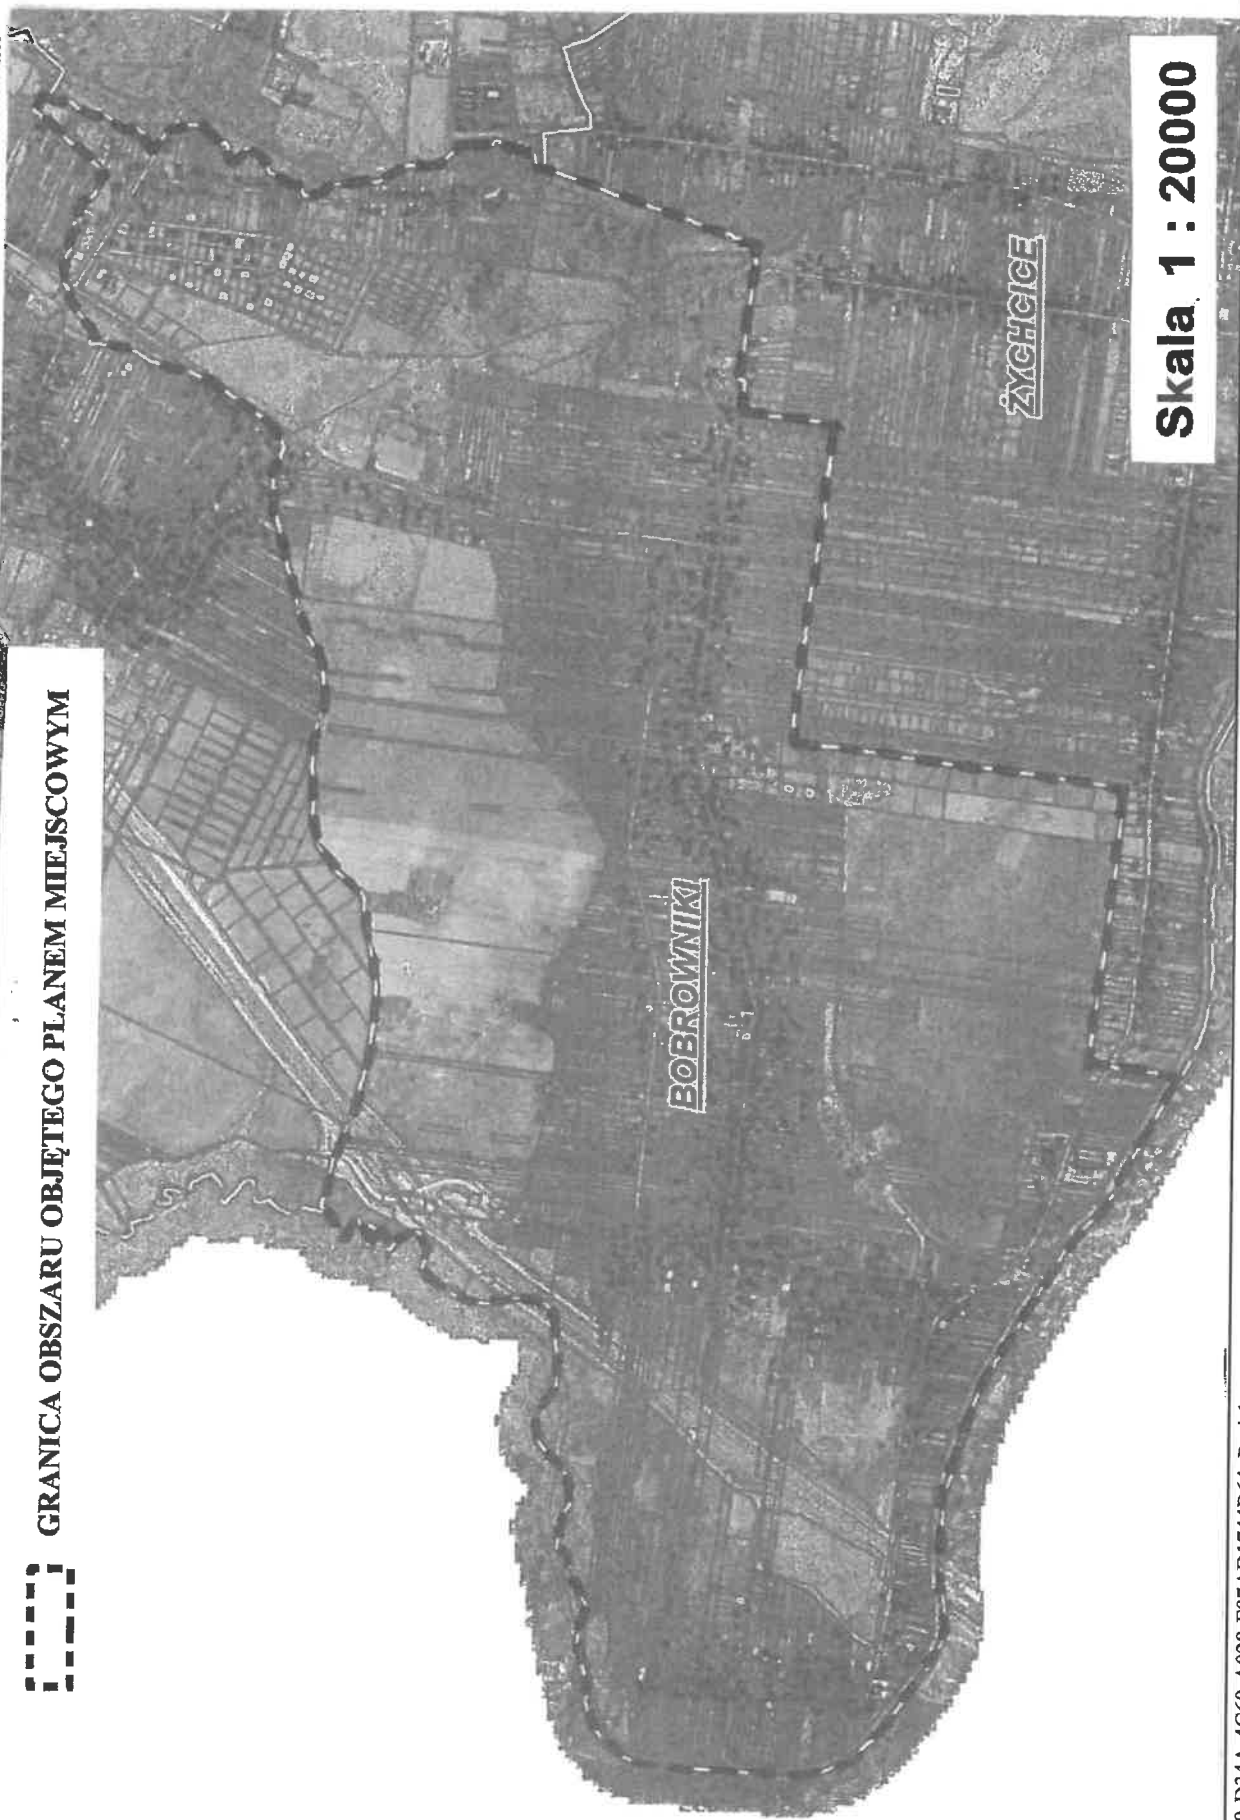 GRANICA OBSZARU OBJĘTEGO PLANEM MIEJSCOWYM
BOBROWNIKI
ŻYCHCICE
Skala 1 : 20000